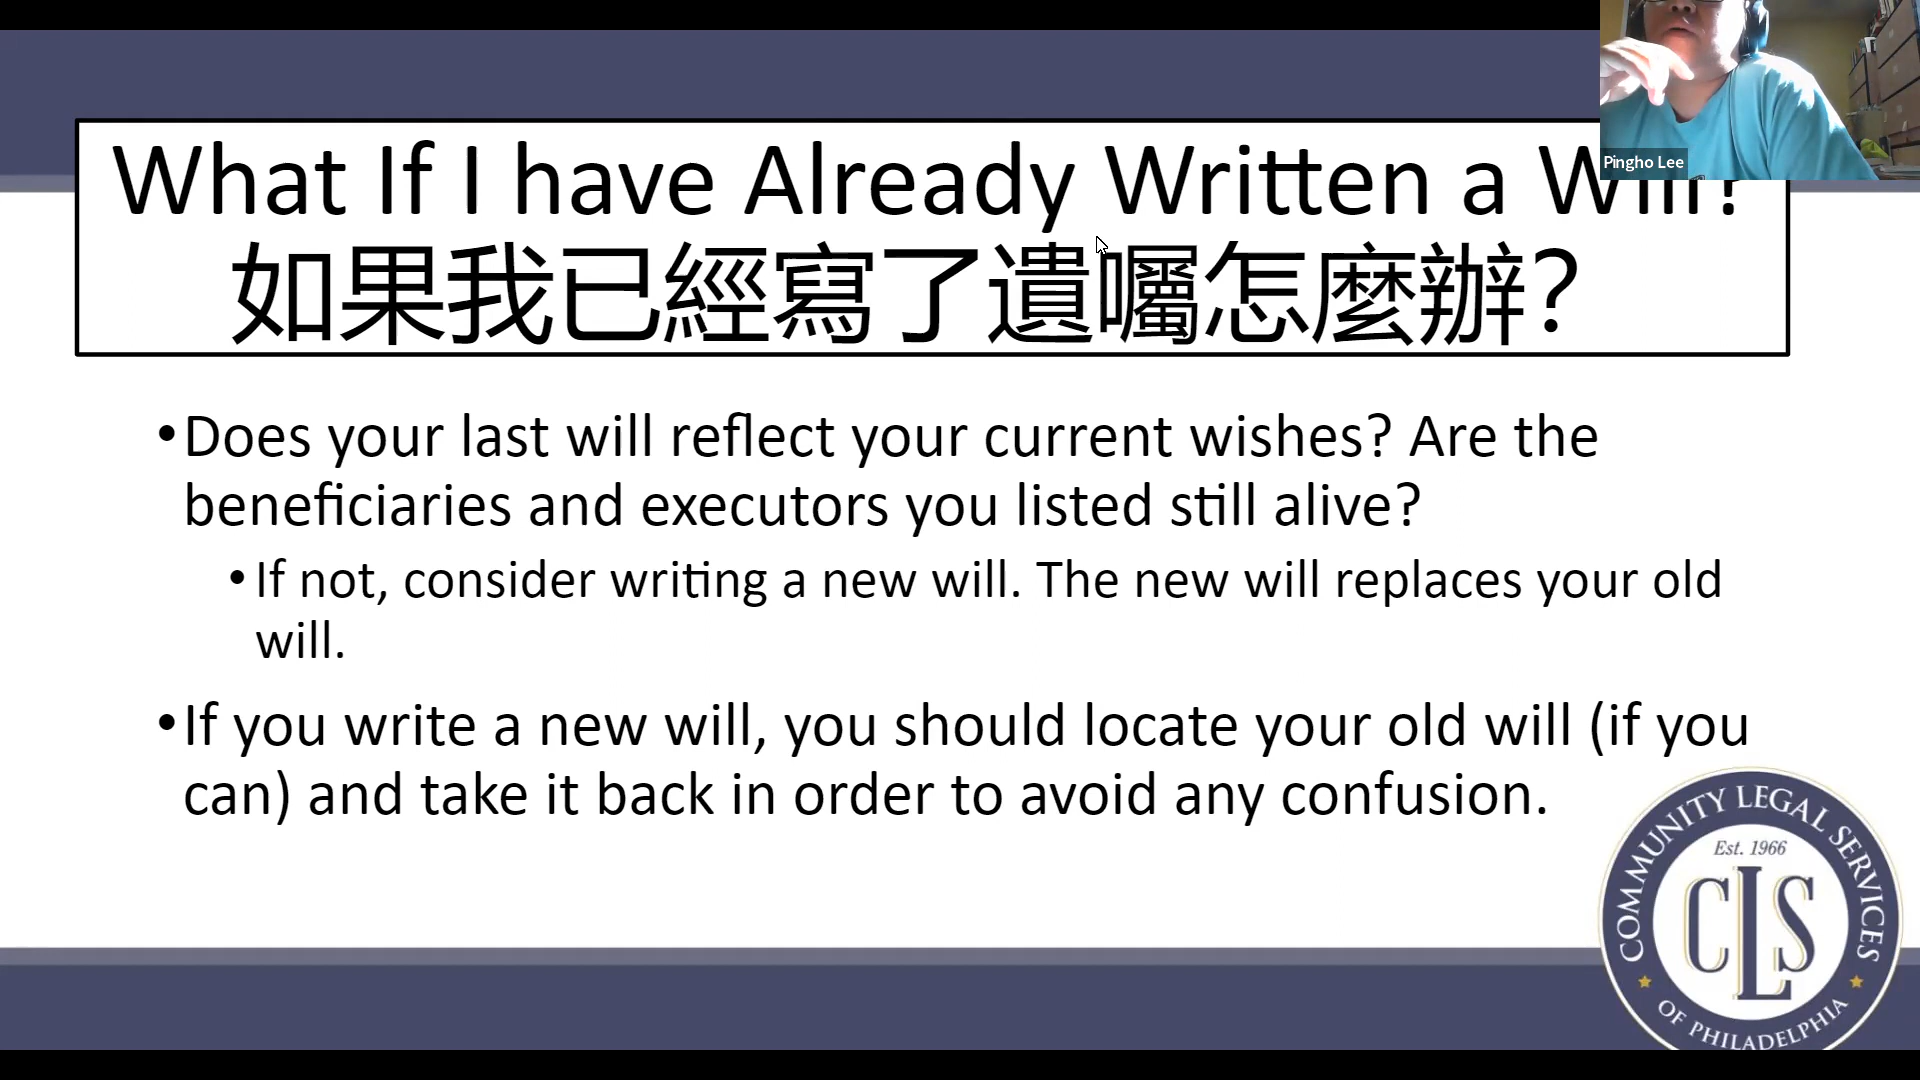 What If I have Already Written a Will?
如果我已經寫了遺囑怎麼辦?
Pingho Lee
•Does your last will reflect your current wishes? Are the
beneficiaries and executors you listed still alive?
•If not, consider writing a new will. The new will replaces your old
will.
•If you write a new will, you should locate your old will (if you
can) and take it back in order to avoid any confusion.
COMMUNITY LEGAL SERVICES
Est. 1966
CLS
OF PHILADELPHIA